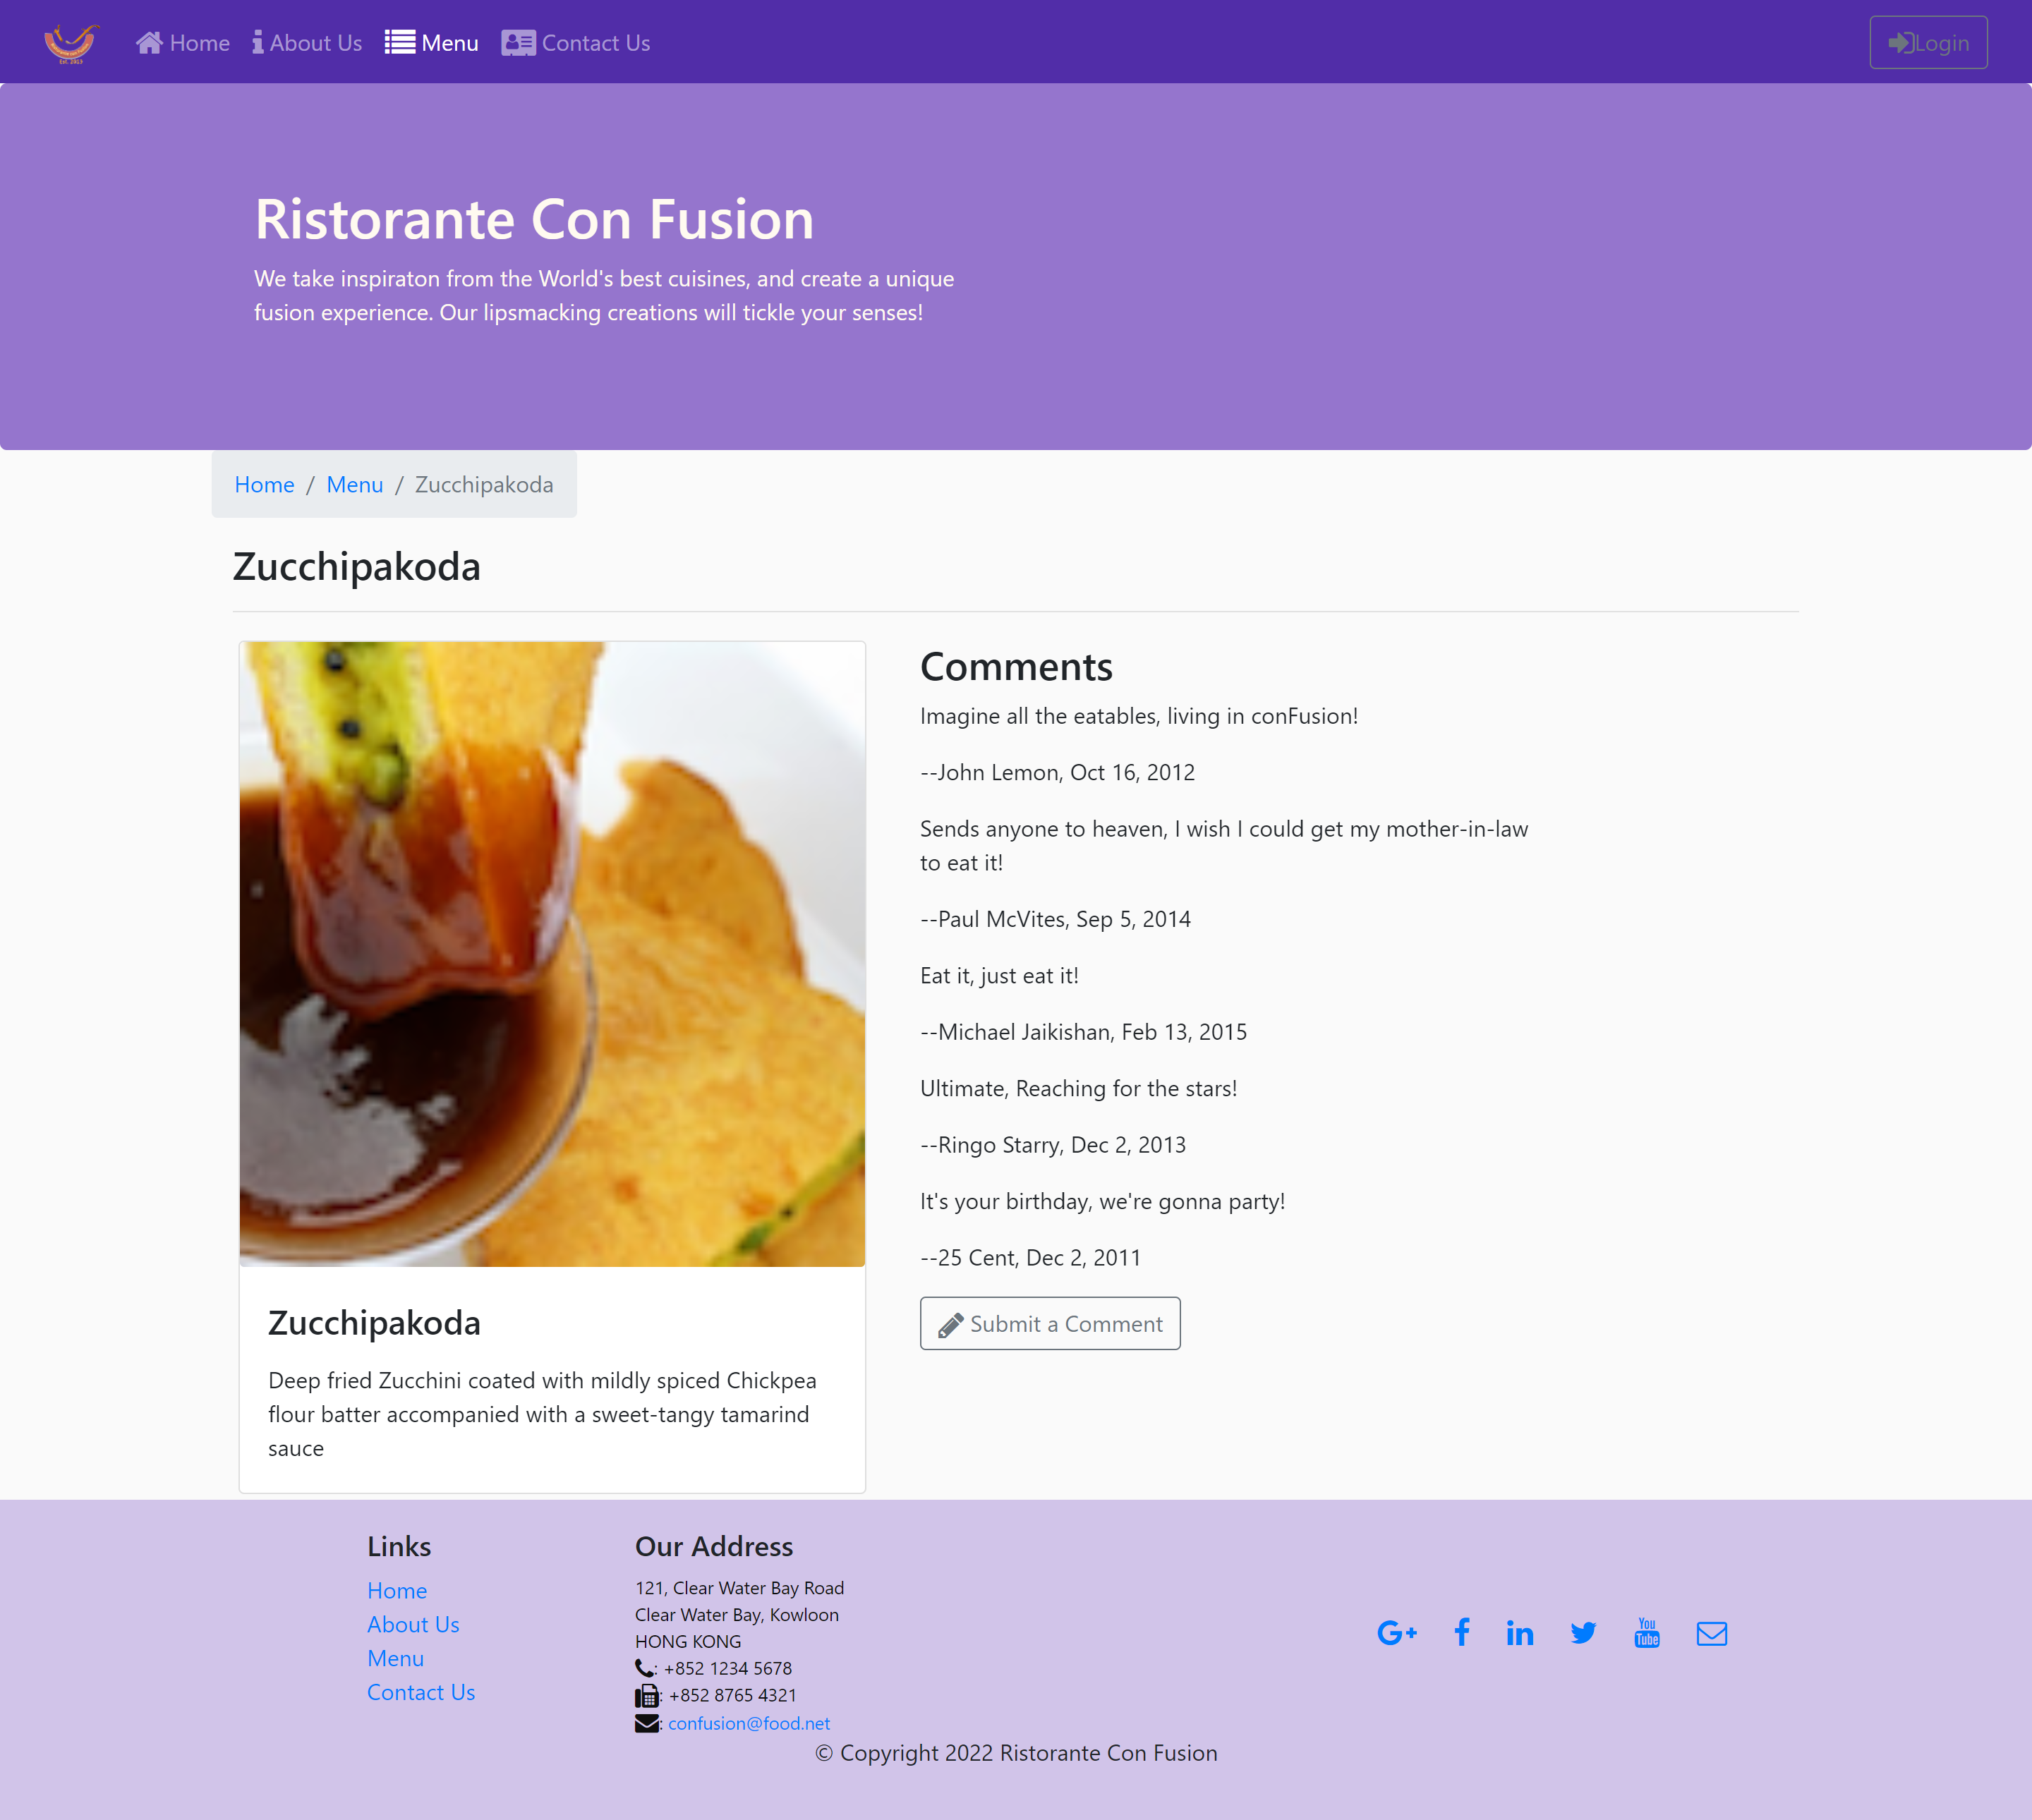 Est. 2013
Home About Us Menu Contact Us Login
Ristorante Con Fusion
We take inspiraton from the World's best cuisines, and create a unique
fusion experience. Our lipsmacking creations will tickle your senses!
Home / Menu / Zucchipakoda
Zucchipakoda
Zucchipakoda
Deep fried Zucchini coated with mildly spiced Chickpea
flour batter accompanied with a sweet-tangy tamarind
sauce
Comments
Imagine all the eatables, living in conFusion!
--John Lemon, Oct 16, 2012
Sends anyone to heaven, I wish I could get my mother-in-law
to eat it!
--Paul McVites, Sep 5, 2014
Eat it, just eat it!
--Michael Jaikishan, Feb 13, 2015
Ultimate, Reaching for the stars!
--Ringo Starry, Dec 2, 2013
It's your birthday, we're gonna party!
--25 Cent, Dec 2, 2011
Submit a Comment
Links
Home
About Us
Menu
Contact Us
Our Address
121, Clear Water Bay Road
Clear Water Bay, Kowloon
HONG KONG
: +852 1234 5678
: +852 8765 4321
: confusion@food.net
You
Tube
© Copyright 2022 Ristorante Con Fusion